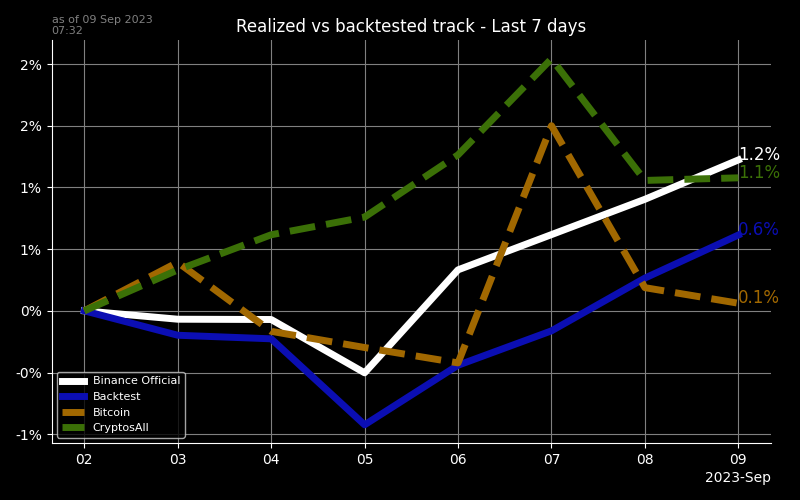 as of 09 Sep 2023
07:32
Realized vs backtested track - Last 7 days
2%
2%
1%
1%
0%
-0%
-1%
1.2%
1.1%
0.6%
0.1%
Binance Official
Backtest
Bitcoin
CryptosAll
02 03 04 05 06 07 08 09
2023-Sep